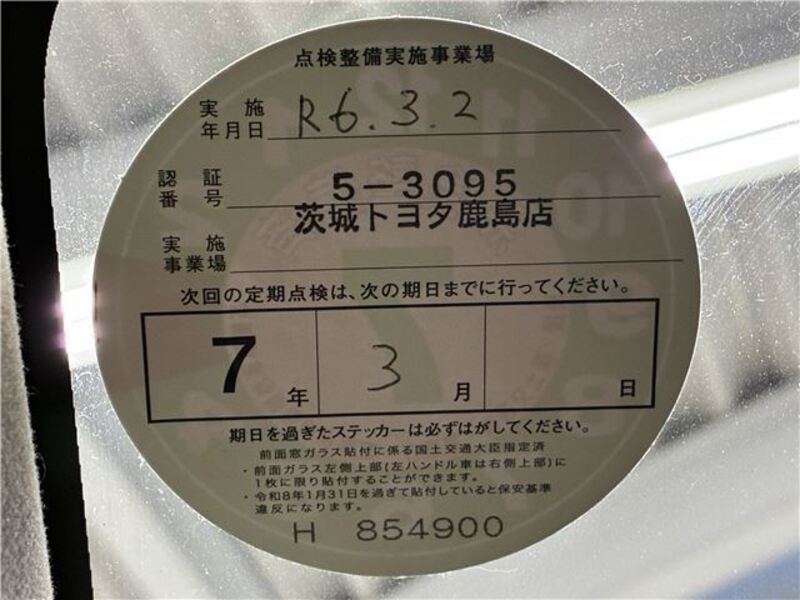 点検整備実施事業場
実施
年月日 R6.3.2
認証
番号 5-3095
茨城トヨタ鹿島店
実施
事業場
次回の定期点検は、次の期日までに行ってください。
7年 3月 日
期日を過ぎたステッカーは必ずはがしてください。
前面窓ガラス貼付に係る国土交通大臣指定済
・前面ガラス左側上部(左ハンドル車は右側上部)に
1枚に限り貼付することができます。
・令和8年1月31日を過ぎて貼付していると保安基準
違反になります。
H 854900